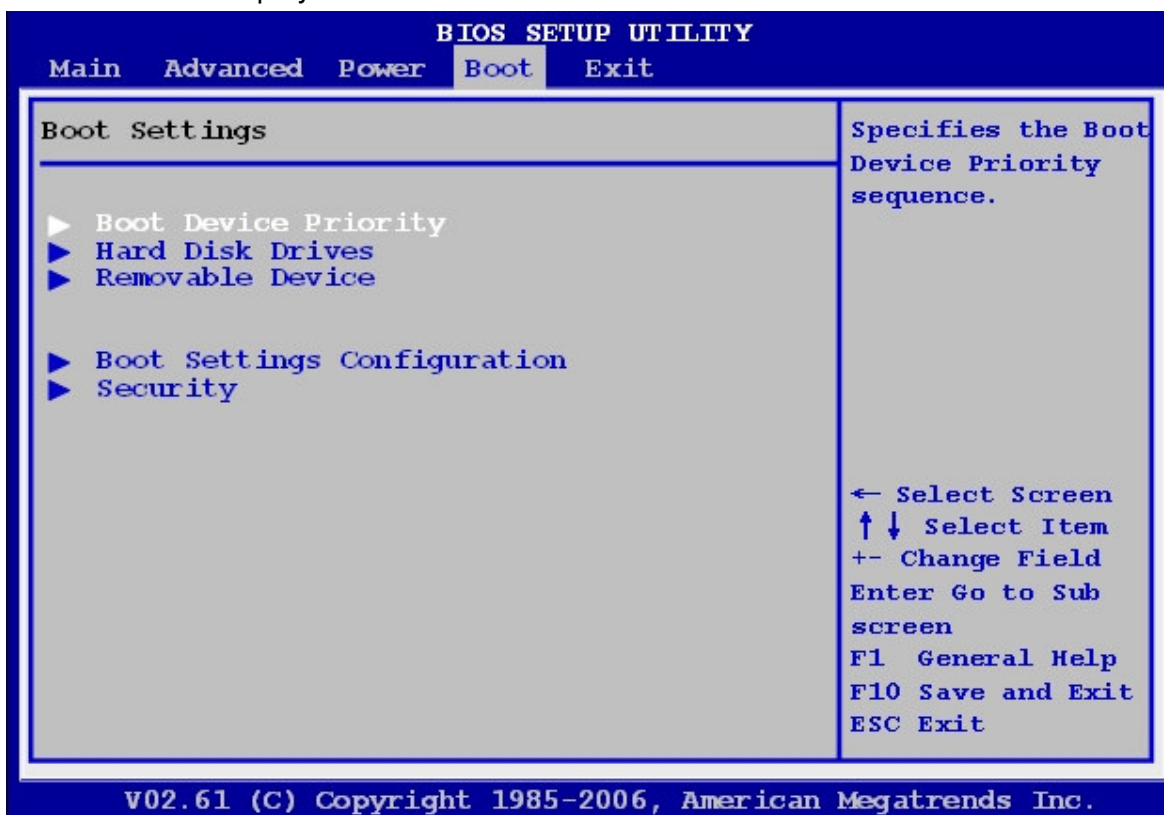 BIOS SETUP UTILITY
Main Advanced Power Boot Exit
Boot Settings
▶ Boot Device Priority
▶ Hard Disk Drives
▶ Removable Device
▶ Boot Settings Configuration
▶ Security
Specifies the Boot
Device Priority
sequence.
← Select Screen
↑↓ Select Item
+- Change Field
Enter Go to Sub
screen
F1 General Help
F10 Save and Exit
ESC Exit
V02.61 (C) Copyright 1985-2006, American Megatrends Inc.